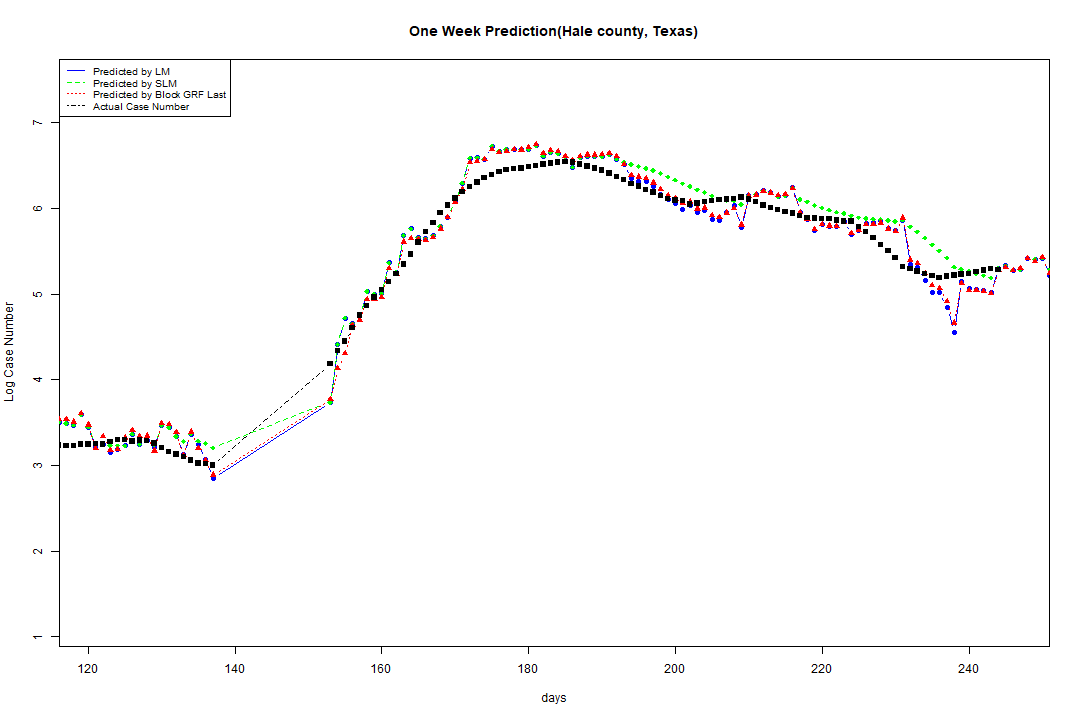 One Week Prediction(Hale county, Texas)
Predicted by LM
Predicted by SLM
Predicted by Block GRF Last
Actual Case Number
7
6
5
4
3
2
1
Log Case Number
120 140 160 180 200 220 240
days